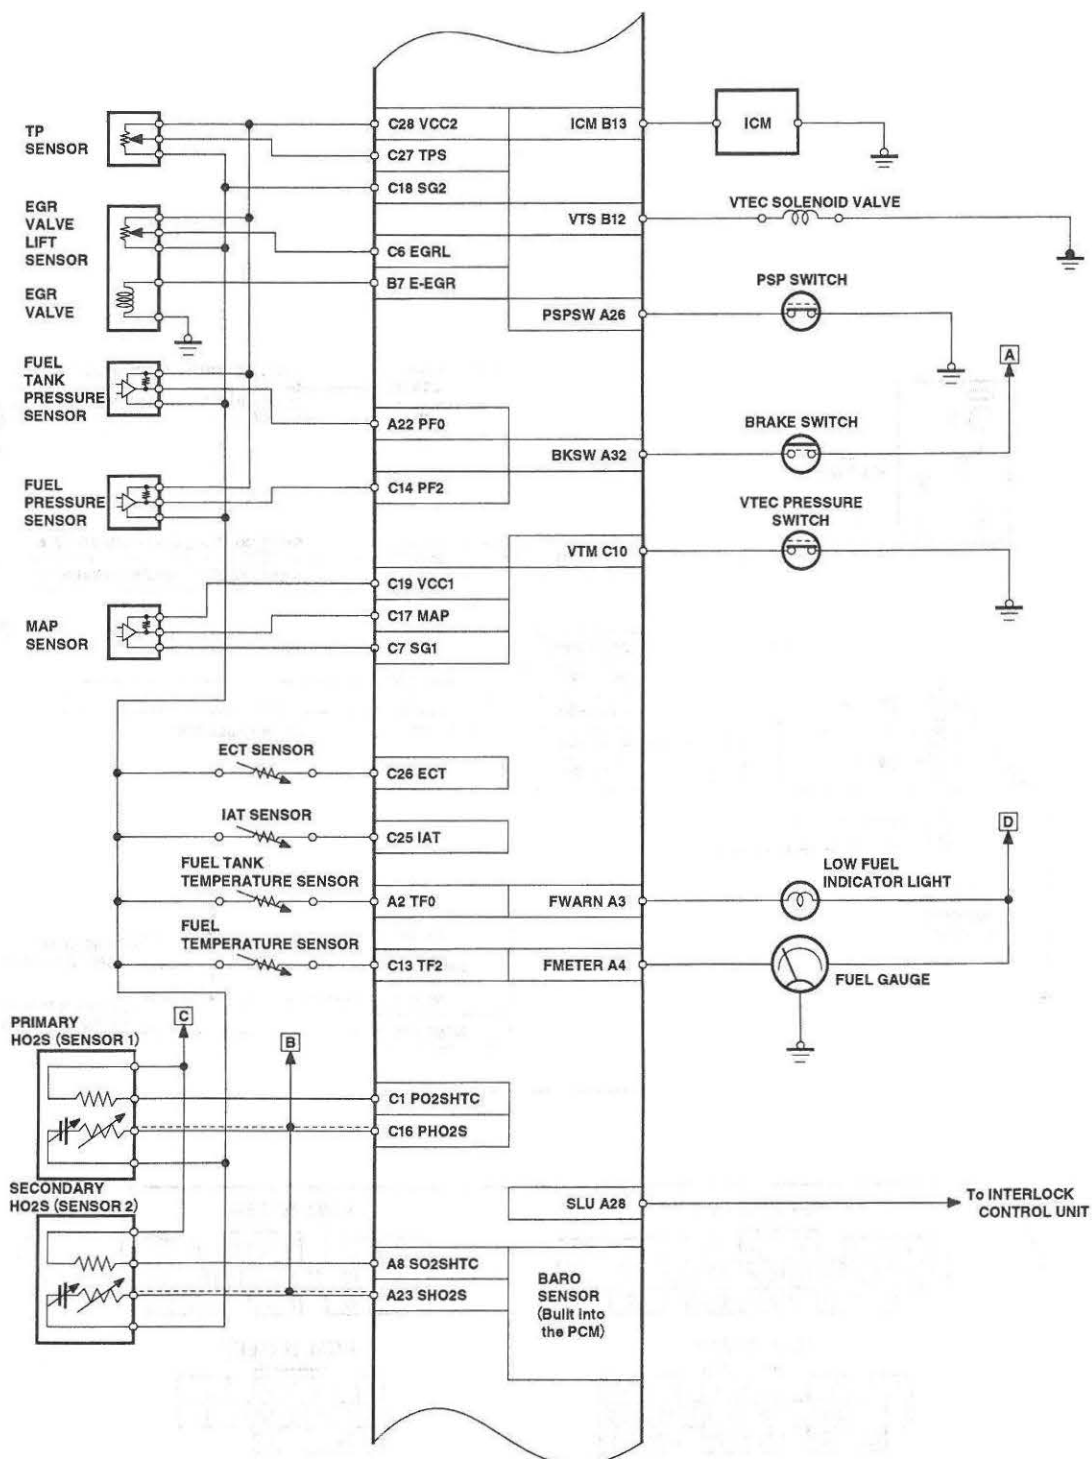 TP
SENSOR
EGR
VALVE
LIFT
SENSOR
EGR
VALVE
FUEL
TANK
PRESSURE
SENSOR
FUEL
PRESSURE
SENSOR
MAP
SENSOR
ECT SENSOR
IAT SENSOR
FUEL TANK
TEMPERATURE SENSOR
FUEL
TEMPERATURE SENSOR
C
B
PRIMARY
HO2S (SENSOR 1)
SECONDARY
HO2S (SENSOR 2)
C28 VCC2
C27 TPS
C18 SG2
C6 EGRL
B7 E-EGR
A22 PF0
C14 PF2
C19 VCC1
C17 MAP
C7 SG1
C26 ECT
C25 IAT
A2 TF0
C13 TF2
C1 PO2SHTC
C16 PHO2S
A8 SO2SHTC
A23 SHO2S
ICM B13
VTS B12
PSPSW A26
BKSW A32
VTM C10
FWARN A3
FMETER A4
SLU A28
BARO
SENSOR
(Built into
the PCM)
ICM
VTEC SOLENOID VALVE
PSP SWITCH
A
BRAKE SWITCH
VTEC PRESSURE
SWITCH
D
LOW FUEL
INDICATOR LIGHT
FUEL GAUGE
To INTERLOCK
CONTROL UNIT